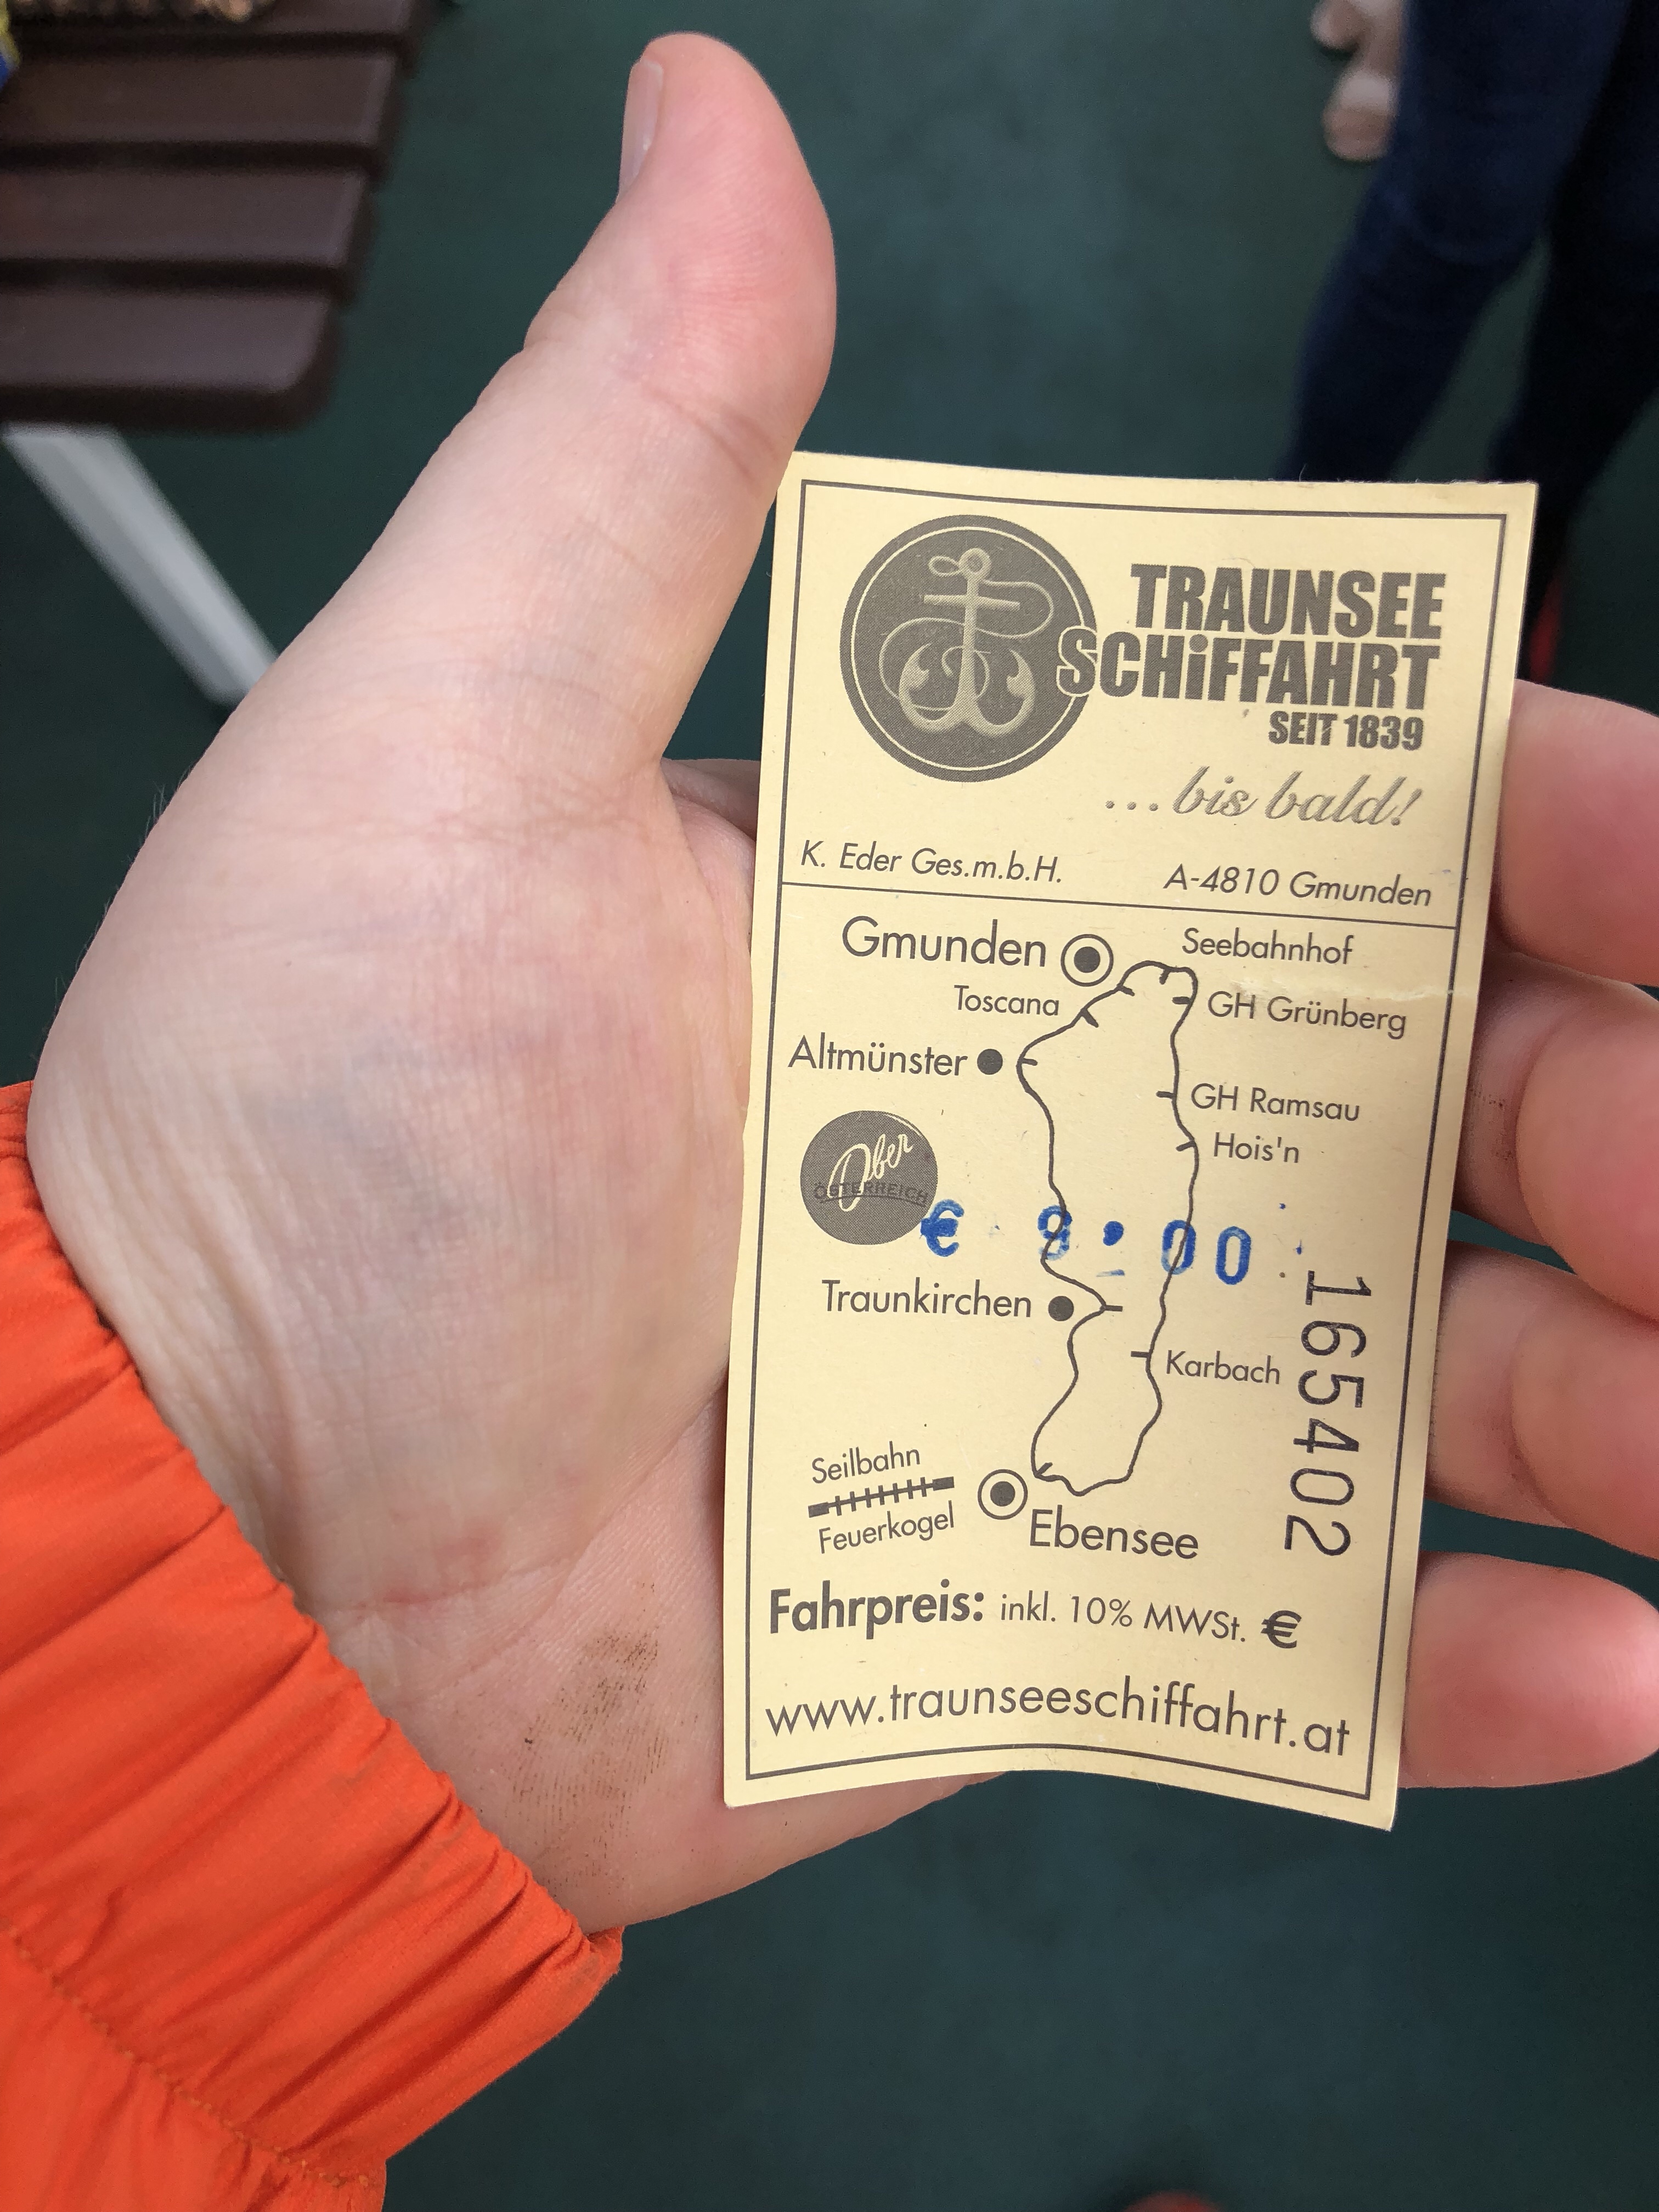 TRAUNSEE
SCHiFFAHRT
SEIT 1839
...bis bald!
K. Eder Ges.m.b.H. A-4810 Gmunden
Gmunden Seebahnhof
Toscana GH Grünberg
Altmünster
GH Ramsau
Hois'n
Ober
ÖSTERREICH
€ 9.00
Traunkirchen
Karbach
165402
Seilbahn
Feuerkogel
Ebensee
Fahrpreis: inkl. 10% MWSt. €
www.traunseeschiffahrt.at